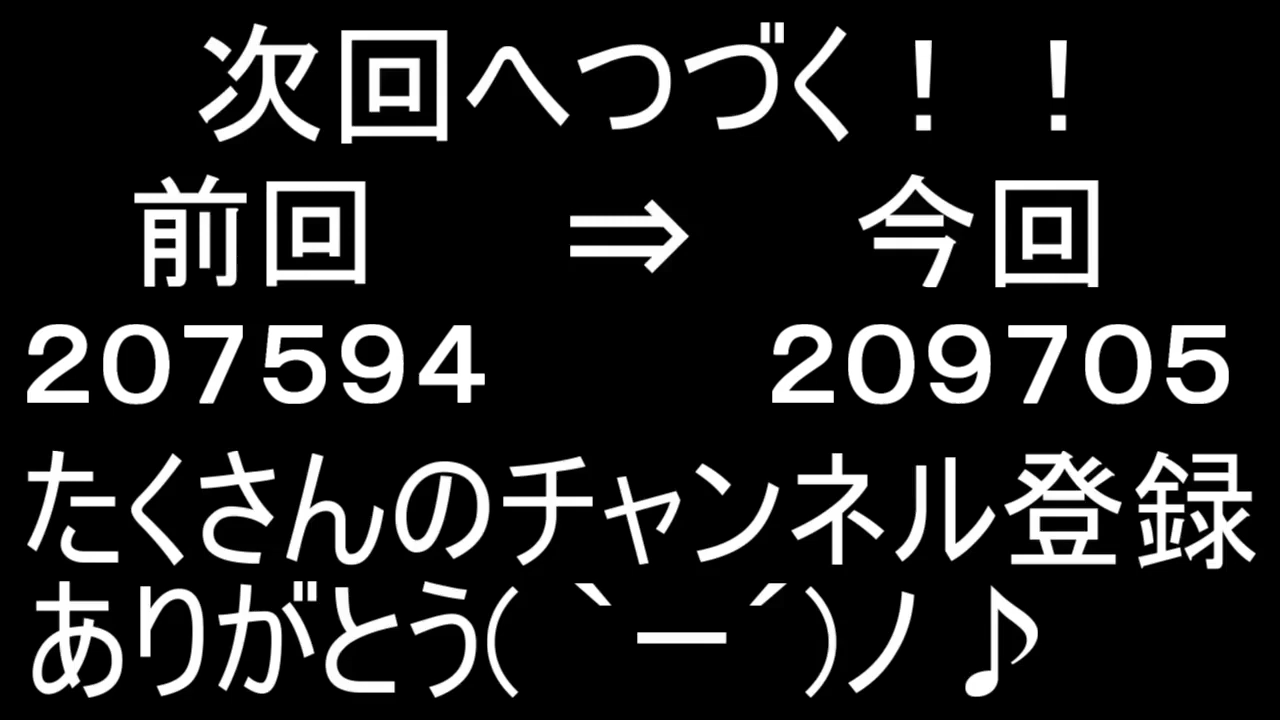 次回へつづく！！
前回　⇒　今回
２０７５９４　２０９７０５
たくさんのチャンネル登録
ありがとう(｀ー´)ノ♪